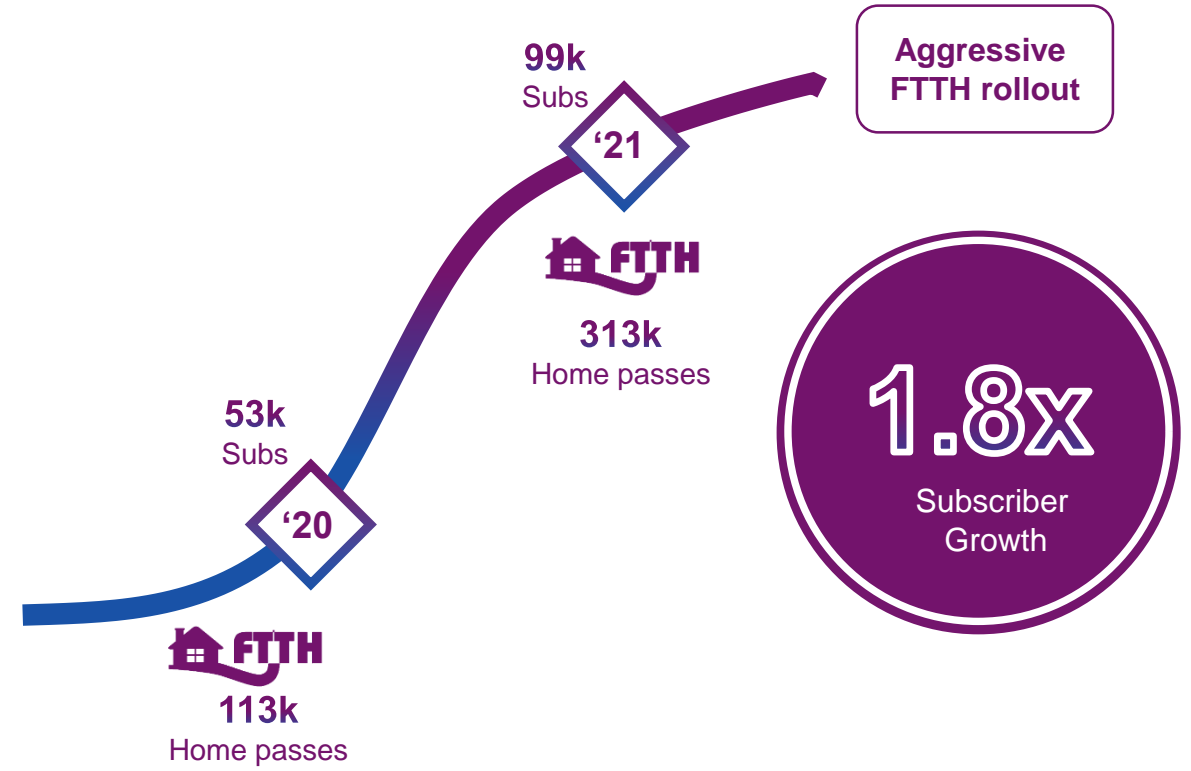 99k
Subs
‘21
FTTH
313k
Home passes
53k
Subs
‘20
FTTH
113k
Home passes
Aggressive
FTTH rollout
1.8x
Subscriber
Growth